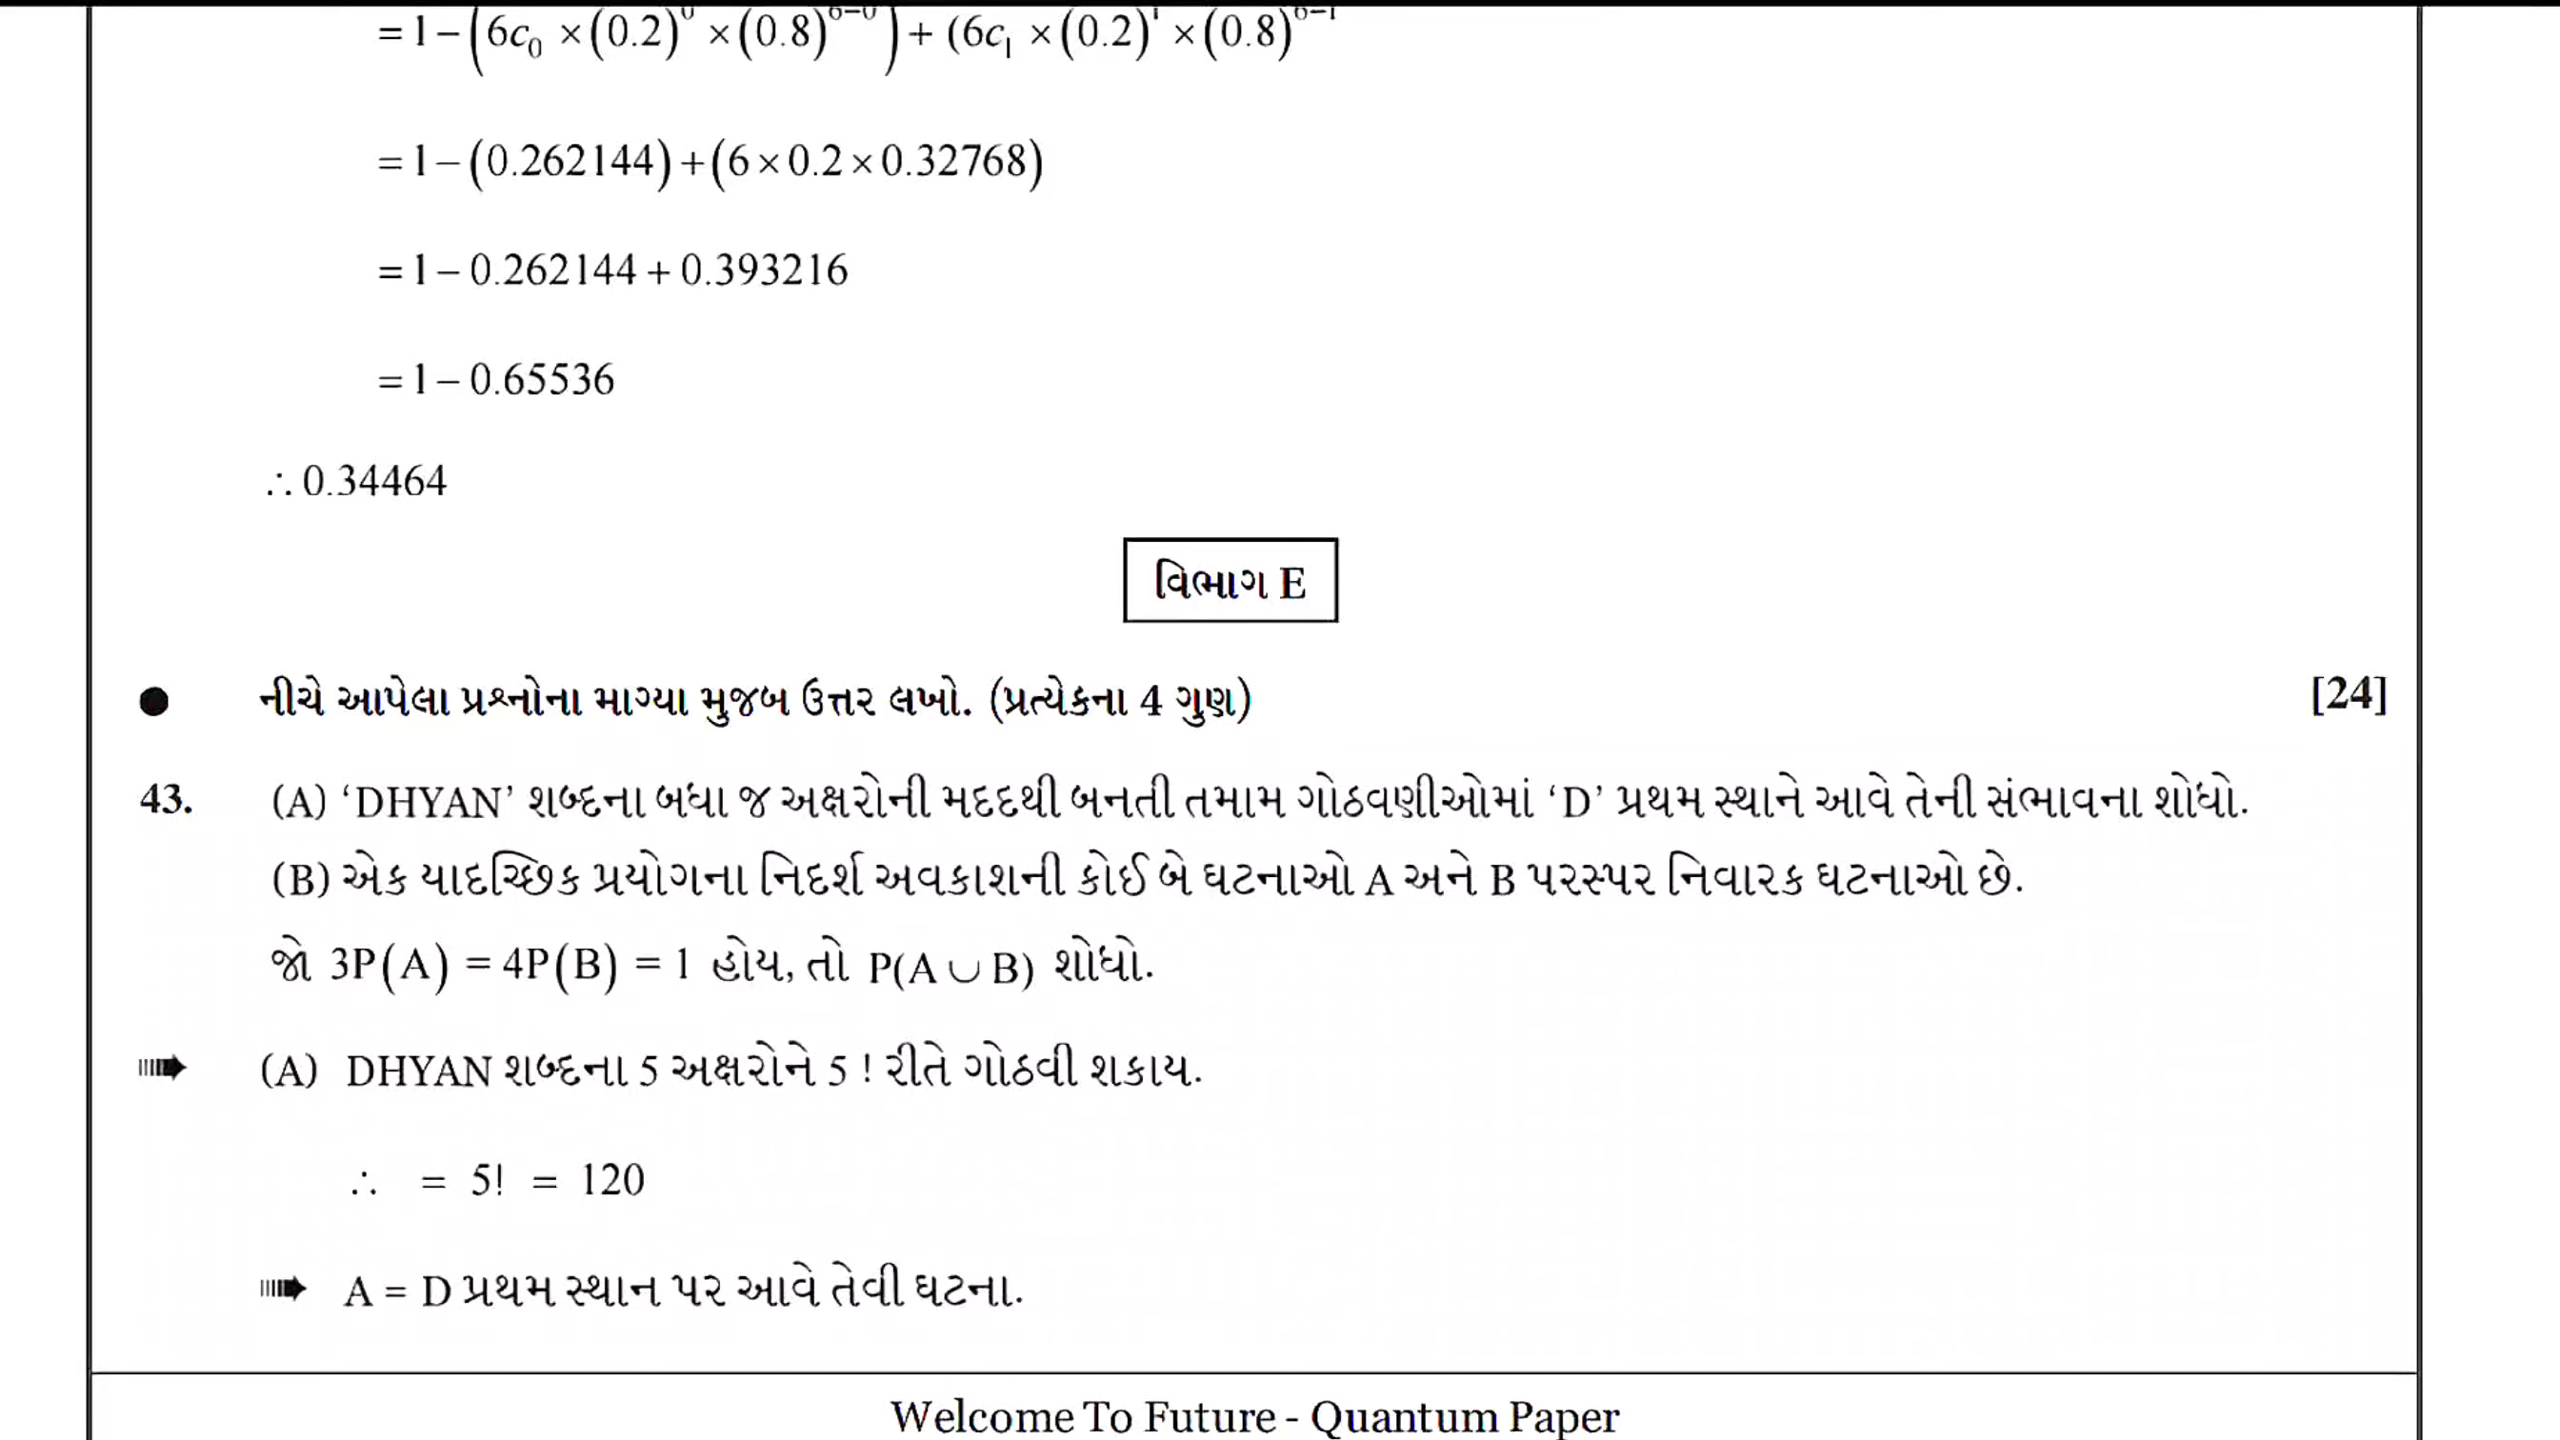 = 1 − (6c₀ × (0.2)⁰ × (0.8)⁶⁻⁰) + (6c₁ × (0.2)¹ × (0.8)⁶⁻¹
= 1 − (0.262144) + (6 × 0.2 × 0.32768)
= 1 − 0.262144 + 0.393216
= 1 − 0.65536
∴ 0.34464
વિભાગ E
● નીચે આપેલા પ્રશ્નોના માગ્યા મુજબ ઉત્તર લખો. (પ્રત્યેકના 4 ગુણ) [24]
43. (A) ‘DHYAN’ શબ્દના બધા જ અક્ષરોની મદદથી બનતી તમામ ગોઠવણીઓમાં ‘D’ પ્રથમ સ્થાને આવે તેની સંભાવના શોધો.
(B) એક યાદચ્છિક પ્રયોગના નિદર્શ અવકાશની કોઈ બે ઘટનાઓ A અને B પરસ્પર નિવારક ઘટનાઓ છે.
જો 3P(A) = 4P(B) = 1 હોય, તો P(A ∪ B) શોધો.
(A) DHYAN શબ્દના 5 અક્ષરોને 5 ! રીતે ગોઠવી શકાય.
∴ = 5! = 120
A = D પ્રથમ સ્થાન પર આવે તેવી ઘટના.
Welcome To Future - Quantum Paper